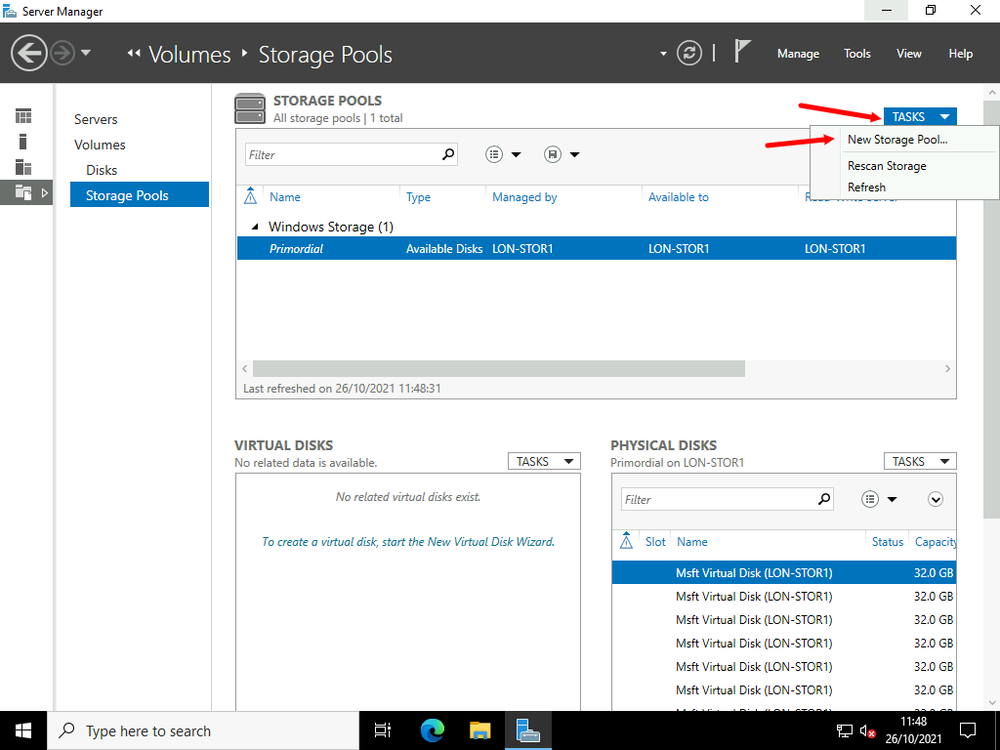 Server Manager
Volumes
Storage Pools
Manage
Tools
View
Help
Servers
Volumes
Disks
Storage Pools
STORAGE POOLS
All storage pools | 1 total
TASKS
New Storage Pool...
Rescan Storage
Refresh
Filter
Name
Type
Managed by
Available to
Windows Storage (1)
Primordial
Available Disks
LON-STOR1
LON-STOR1
LON-STOR1
Last refreshed on 26/10/2021 11:48:31
VIRTUAL DISKS
No related data is available.
TASKS
No related virtual disks exist.
To create a virtual disk, start the New Virtual Disk Wizard.
PHYSICAL DISKS
Primordial on LON-STOR1
TASKS
Filter
Slot
Name
Status
Capacity
Msft Virtual Disk (LON-STOR1) 32.0 GB
Msft Virtual Disk (LON-STOR1) 32.0 GB
Msft Virtual Disk (LON-STOR1) 32.0 GB
Msft Virtual Disk (LON-STOR1) 32.0 GB
Msft Virtual Disk (LON-STOR1) 32.0 GB
Msft Virtual Disk (LON-STOR1) 32.0 GB
Type here to search
11:48
26/10/2021